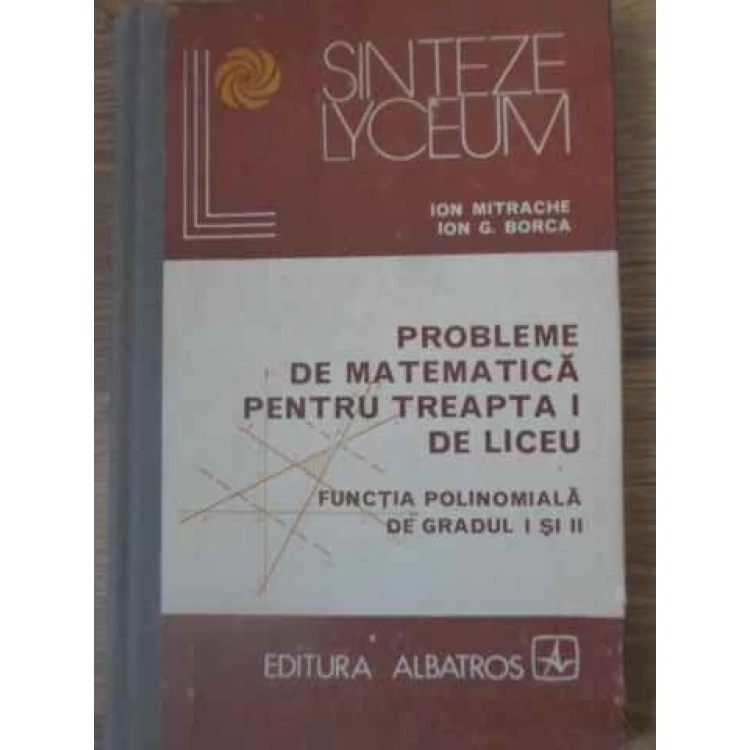 SINTEZE
LYCEUM
ION MITRACHE
ION G. BORCA
PROBLEME
DE MATEMATICĂ
PENTRU TREAPTA I
DE LICEU
FUNCȚIA POLINOMIALĂ
DE GRADUL I ȘI II
EDITURA ALBATROS